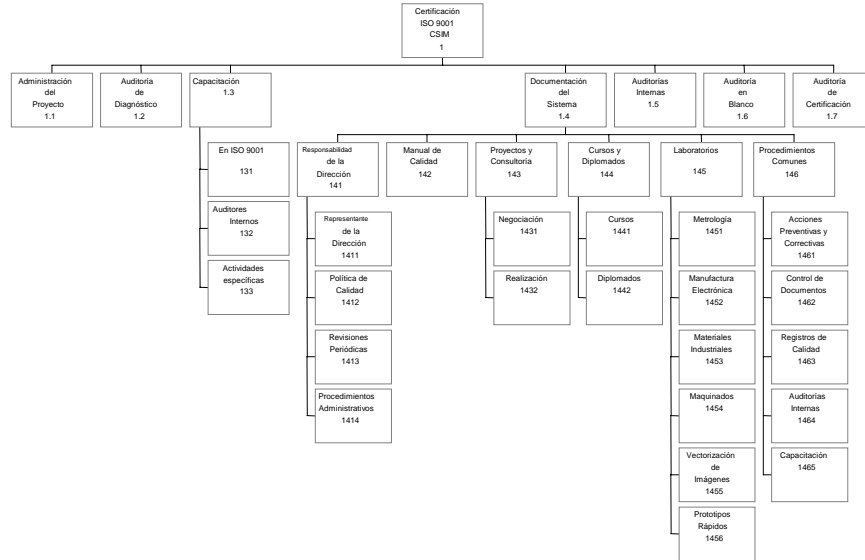 Certificación
ISO 9001
CSIM
1
Administración
del
Proyecto
1.1
Auditoría
de
Diagnóstico
1.2
Capacitación
1.3
Documentación
del
Sistema
1.4
Auditorías
Internas
1.5
Auditoría
en
Blanco
1.6
Auditoría
de
Certificación
1.7
En ISO 9001
131
Auditores
Internos
132
Actividades
específicas
133
Responsabilidad
de la
Dirección
141
Representante
de la
Dirección
1411
Política de
Calidad
1412
Revisiones
Periódicas
1413
Procedimientos
Administrativos
1414
Manual de
Calidad
142
Proyectos y
Consultoría
143
Negociación
1431
Realización
1432
Cursos y
Diplomados
144
Cursos
1441
Diplomados
1442
Laboratorios
145
Metrología
1451
Manufactura
Electrónica
1452
Materiales
Industriales
1453
Maquinados
1454
Vectorización
de
Imágenes
1455
Prototipos
Rápidos
1456
Procedimientos
Comunes
146
Acciones
Preventivas y
Correctivas
1461
Control de
Documentos
1462
Registros de
Calidad
1463
Auditorías
Internas
1464
Capacitación
1465